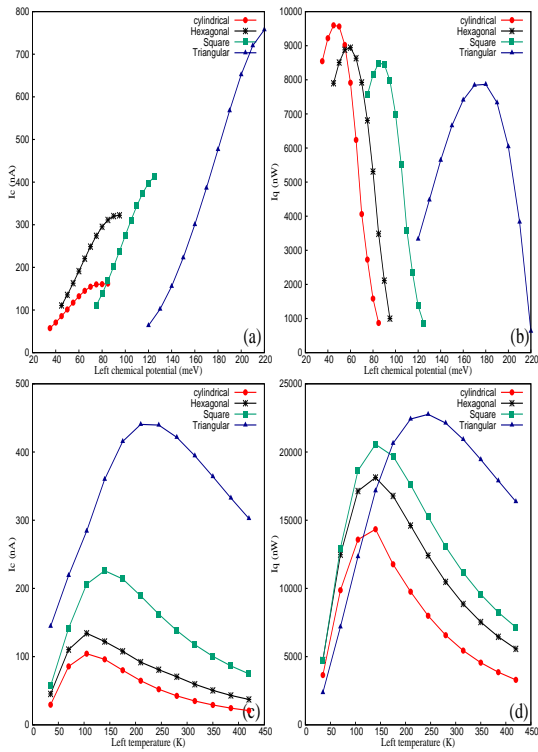 800
700
600
500
400
300
200
100
0
20 40 60 80 100 120 140 160 180 200 220
Ic (nA)
Left chemical potential (meV)
cylindrical
Hexagonal
Square
Triangular
(a)
10000
9000
8000
7000
6000
5000
4000
3000
2000
1000
0
20 40 60 80 100 120 140 160 180 200 220
Iq (nW)
Left chemical potential (meV)
cylindrical
Hexagonal
Square
Triangular
(b)
500
400
300
200
100
0
0 50 100 150 200 250 300 350 400 450
Ic (nA)
Left temperature (K)
cylindrical
Hexagonal
Square
Triangular
(c)
25000
20000
15000
10000
5000
0
0 50 100 150 200 250 300 350 400 450
Iq (nW)
Left temperature (K)
cylindrical
Hexagonal
Square
Triangular
(d)